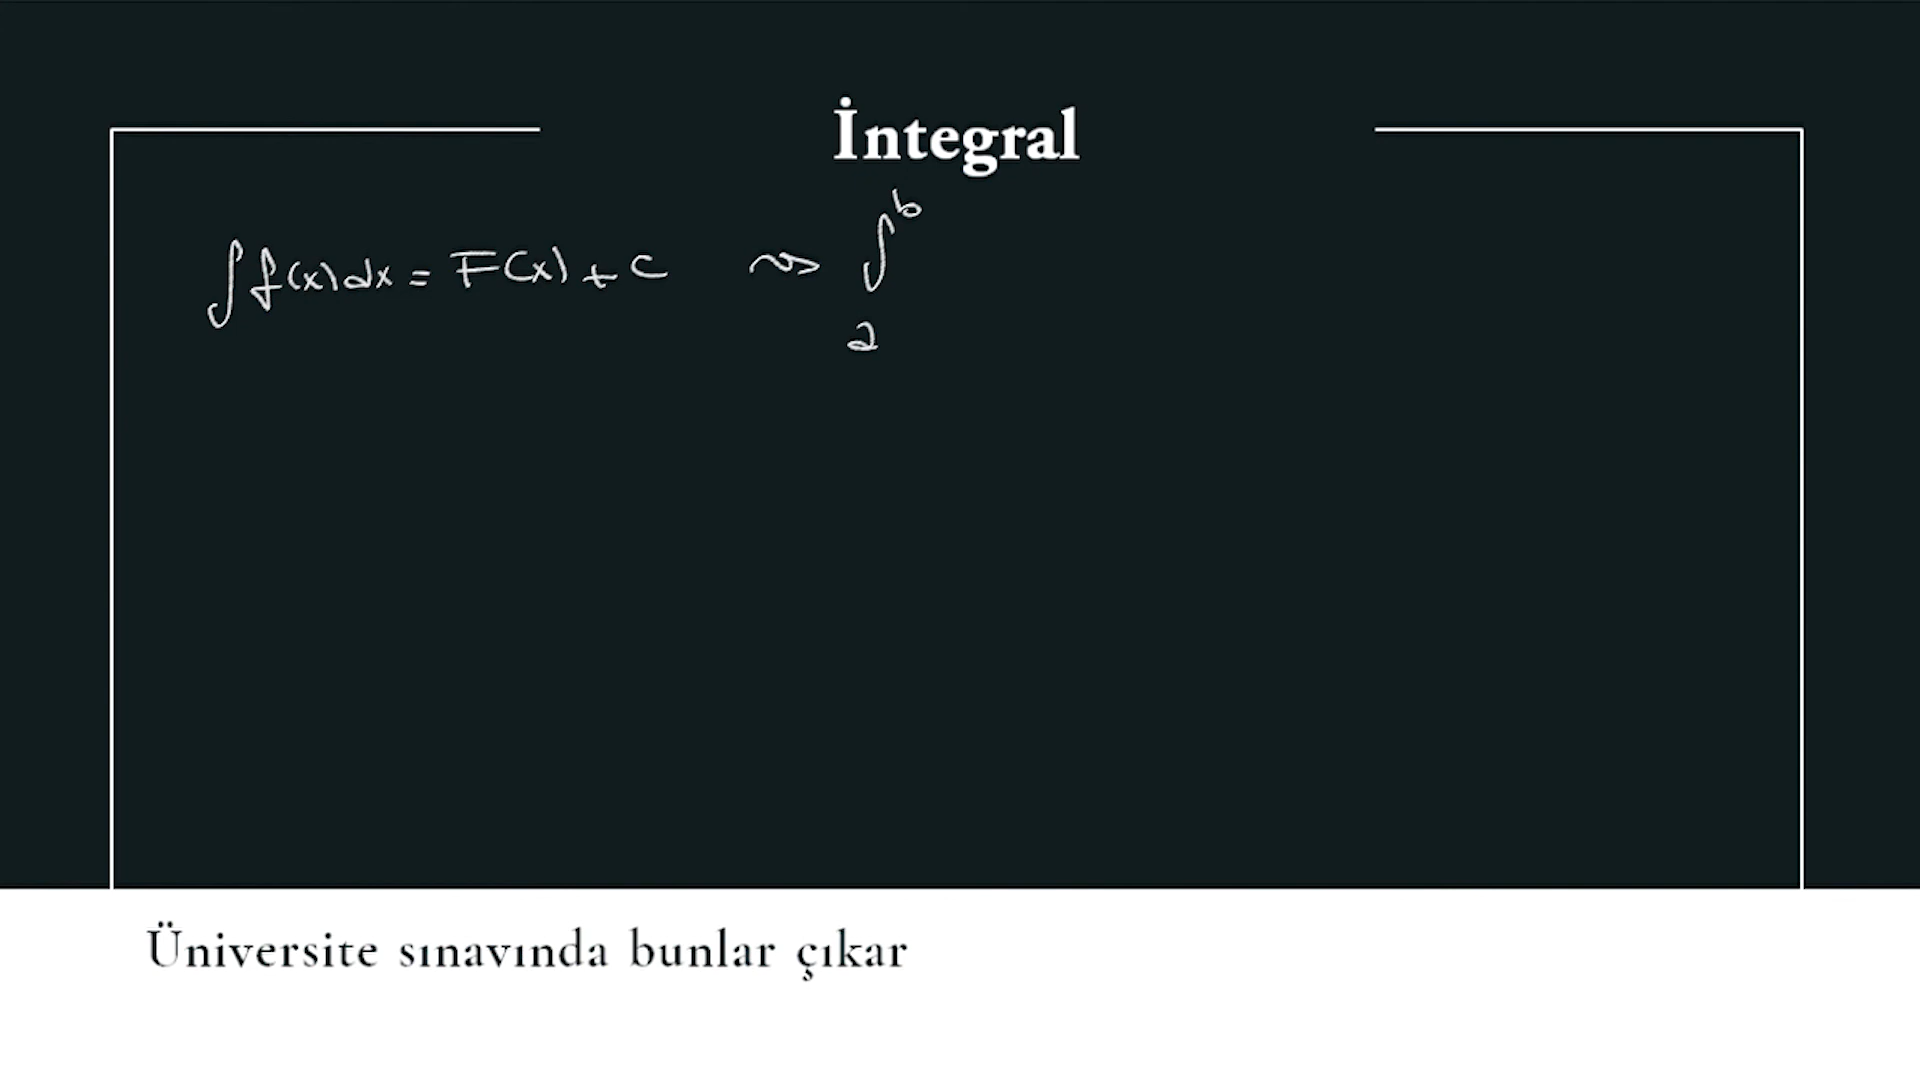 İntegral
∫f(x)dx = F(x) + c ⇝ ∫ₐᵇ
Üniversite sınavında bunlar çıkar